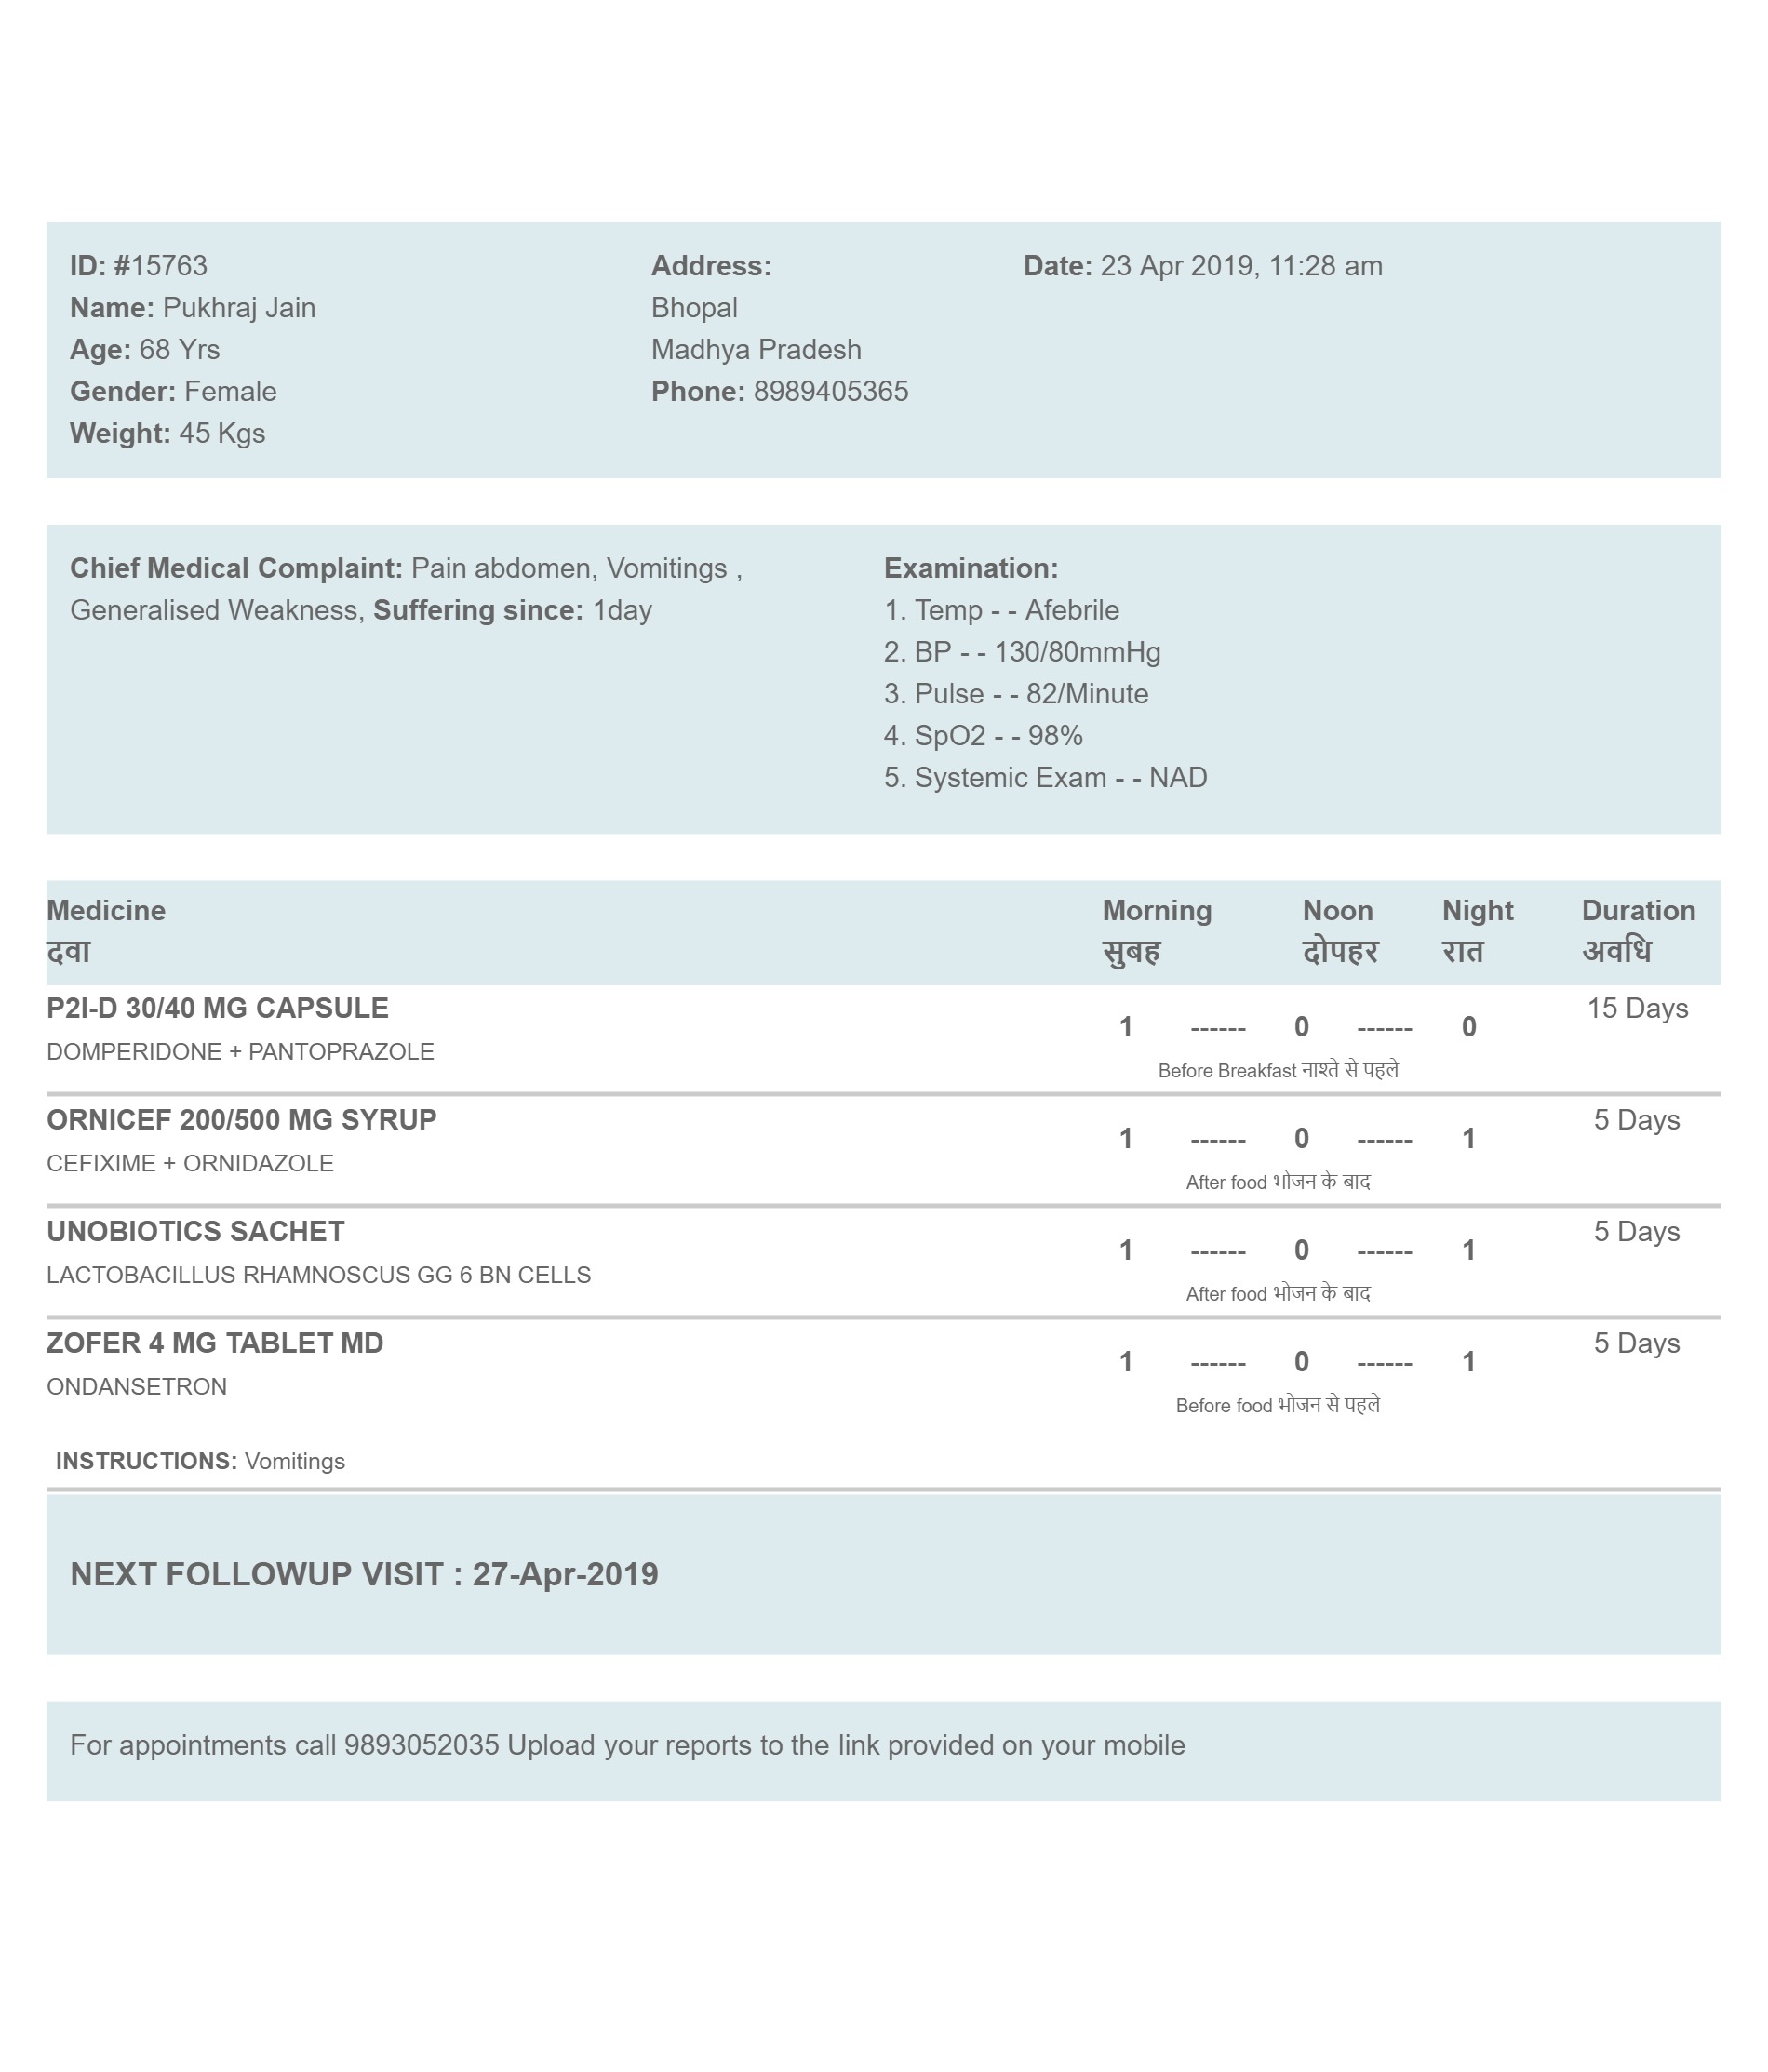 ID: #15763
Name: Pukhraj Jain
Age: 68 Yrs
Gender: Female
Weight: 45 Kgs
Address:
Bhopal
Madhya Pradesh
Phone: 8989405365
Date: 23 Apr 2019, 11:28 am
Chief Medical Complaint: Pain abdomen, Vomitings ,
Generalised Weakness, Suffering since: 1day
Examination:
1. Temp - - Afebrile
2. BP - - 130/80mmHg
3. Pulse - - 82/Minute
4. SpO2 - - 98%
5. Systemic Exam - - NAD
Medicine Morning Noon Night Duration
दवा सुबह दोपहर रात अवधि
P2I-D 30/40 MG CAPSULE 15 Days
1 ------ 0 ------ 0
DOMPERIDONE + PANTOPRAZOLE
Before Breakfast नाश्ते से पहले
ORNICEF 200/500 MG SYRUP 5 Days
1 ------ 0 ------ 1
CEFIXIME + ORNIDAZOLE
After food भोजन के बाद
UNOBIOTICS SACHET 5 Days
1 ------ 0 ------ 1
LACTOBACILLUS RHAMNOSCUS GG 6 BN CELLS
After food भोजन के बाद
ZOFER 4 MG TABLET MD 5 Days
1 ------ 0 ------ 1
ONDANSETRON
Before food भोजन से पहले
INSTRUCTIONS: Vomitings
NEXT FOLLOWUP VISIT : 27-Apr-2019
For appointments call 9893052035 Upload your reports to the link provided on your mobile